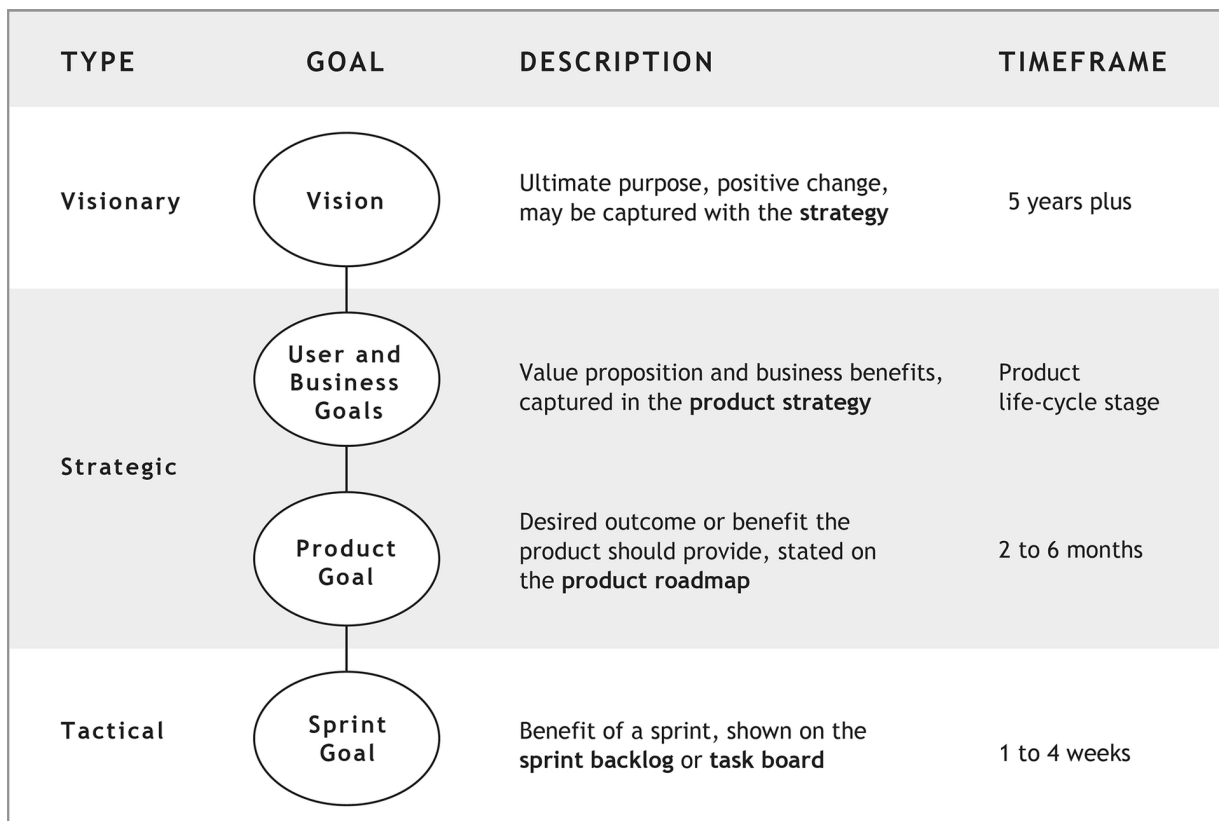 TYPE GOAL DESCRIPTION TIMEFRAME
Visionary
Vision
Ultimate purpose, positive change,
may be captured with the strategy
5 years plus
Strategic
User and
Business
Goals
Value proposition and business benefits,
captured in the product strategy
Product
life-cycle stage
Product
Goal
Desired outcome or benefit the
product should provide, stated on
the product roadmap
2 to 6 months
Tactical
Sprint
Goal
Benefit of a sprint, shown on the
sprint backlog or task board
1 to 4 weeks